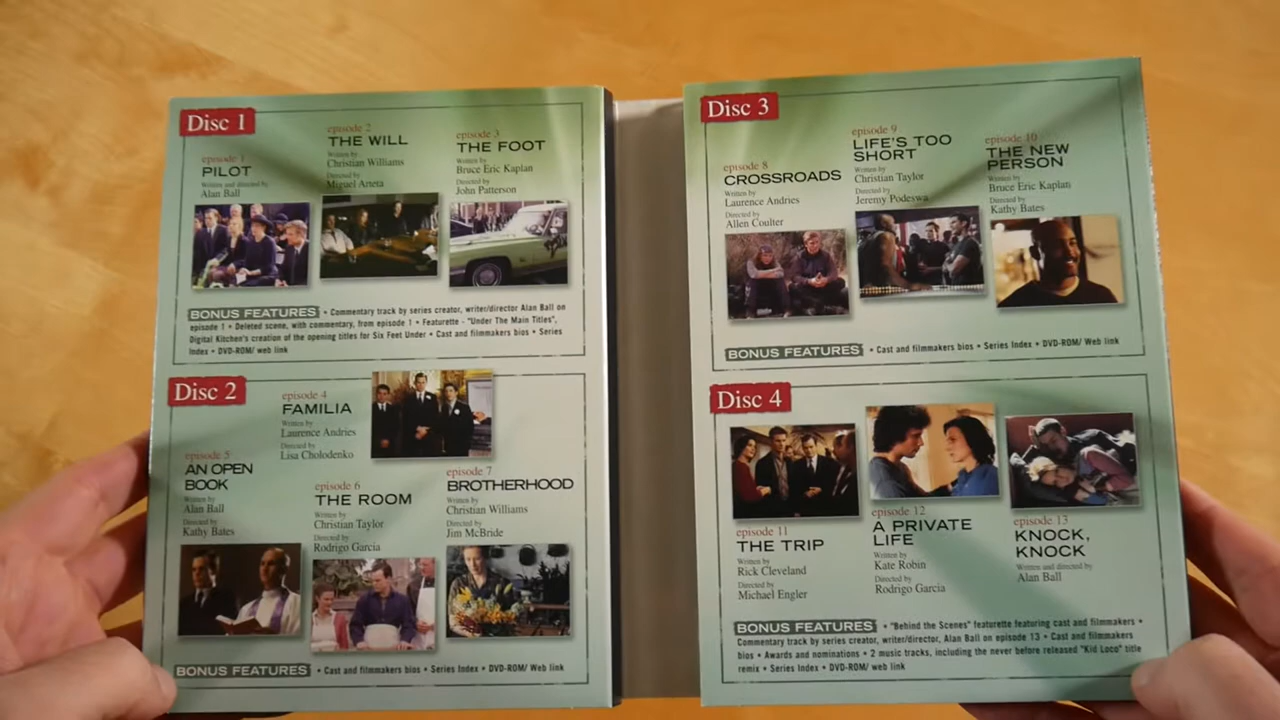 Disc 1
episode 1
PILOT
Written and directed by
Alan Ball
episode 2
THE WILL
Written by
Christian Williams
Directed by
Miguel Arteta
episode 3
THE FOOT
Written by
Bruce Eric Kaplan
Directed by
John Patterson
BONUS FEATURES • Commentary track by series creator, writer/director Alan Ball on
episode 1 • Deleted scene, with commentary, from episode 1 • Featurette - "Under The Main Titles",
Digital Kitchen's creation of the opening titles for Six Feet Under • Cast and filmmakers bios • Series
Index • DVD-ROM/ web link
Disc 2
episode 4
FAMILIA
Written by
Laurence Andries
Directed by
Lisa Cholodenko
episode 5
AN OPEN
BOOK
Written by
Alan Ball
Directed by
Kathy Bates
episode 6
THE ROOM
Written by
Christian Taylor
Directed by
Rodrigo Garcia
episode 7
BROTHERHOOD
Written by
Christian Williams
Directed by
Jim McBride
BONUS FEATURES • Cast and filmmakers bios • Series Index • DVD-ROM/ Web link
Disc 3
episode 8
CROSSROADS
Written by
Laurence Andries
Directed by
Allen Coulter
episode 9
LIFE'S TOO
SHORT
Written by
Christian Taylor
Directed by
Jeremy Podeswa
episode 10
THE NEW
PERSON
Written by
Bruce Eric Kaplan
Directed by
Kathy Bates
BONUS FEATURES • Cast and filmmakers bios • Series Index • DVD-ROM/ Web link
Disc 4
episode 11
THE TRIP
Written by
Rick Cleveland
Directed by
Michael Engler
episode 12
A PRIVATE
LIFE
Written by
Kate Robin
Directed by
Rodrigo Garcia
episode 13
KNOCK,
KNOCK
Written and directed by
Alan Ball
BONUS FEATURES • "Behind the Scenes" featurette featuring cast and filmmakers •
Commentary track by series creator, writer/director, Alan Ball on episode 13 • Cast and filmmakers
bios • Awards and nominations • 2 music tracks, including the never before released "Kid Loco" title
remix • Series Index • DVD-ROM/ web link